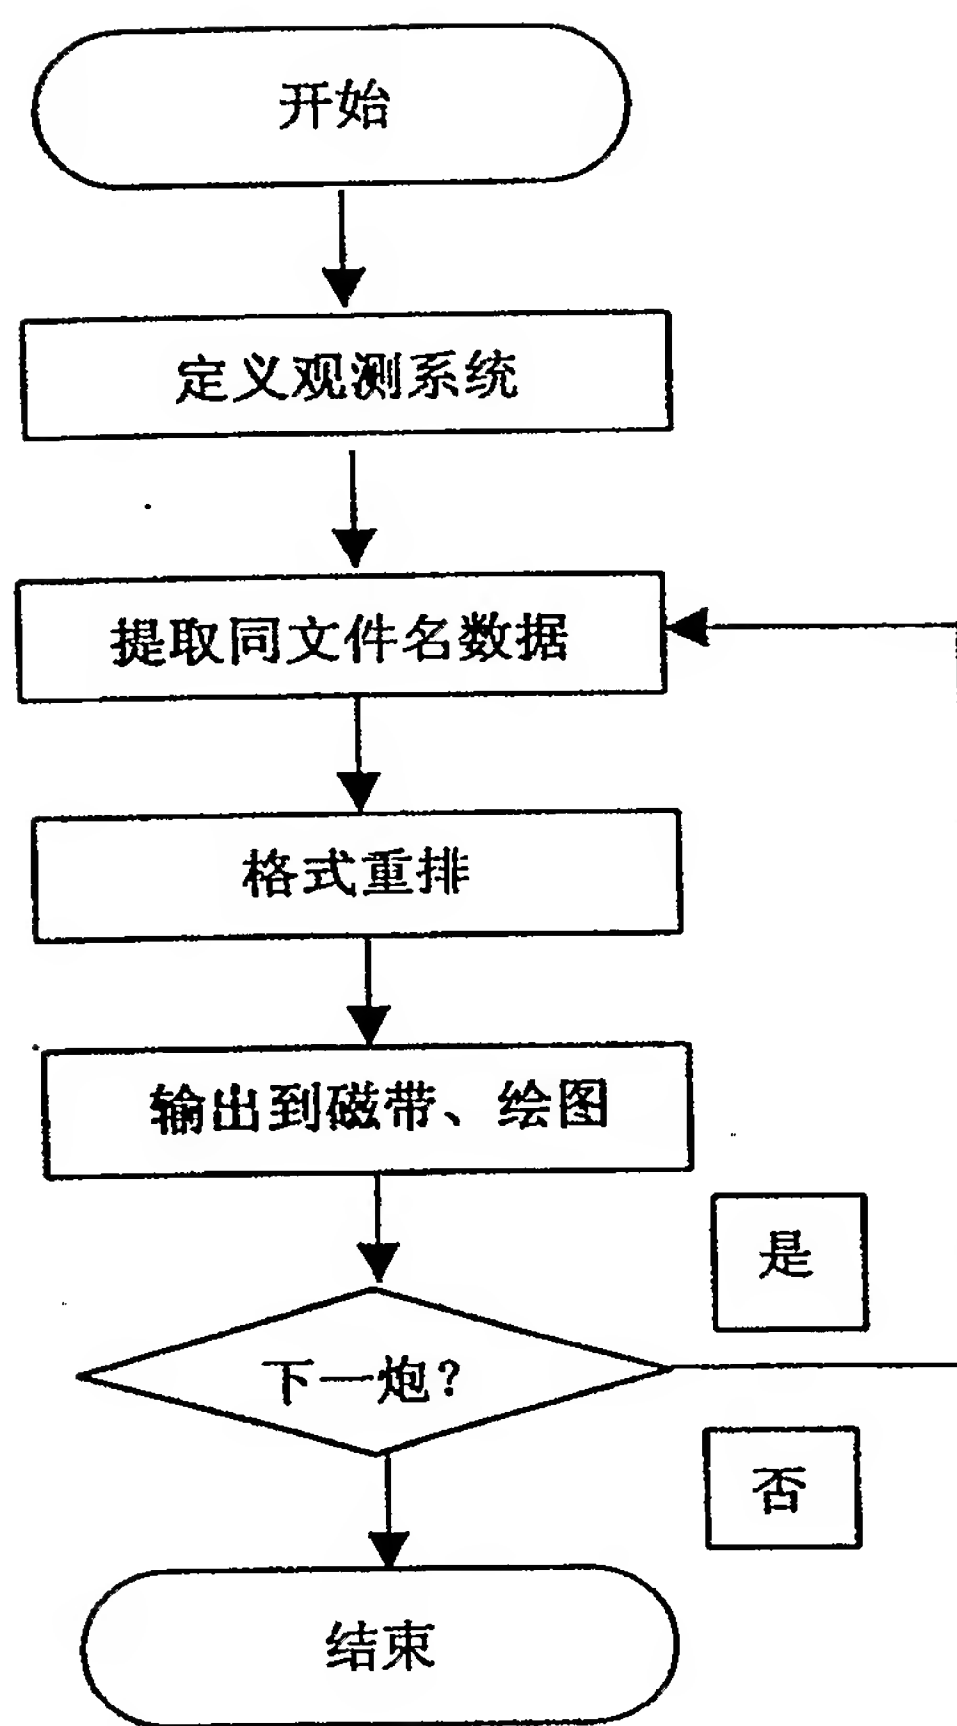 开始
定义观测系统
提取同文件名数据
格式重排
输出到磁带、绘图
是
下一炮?
否
结束